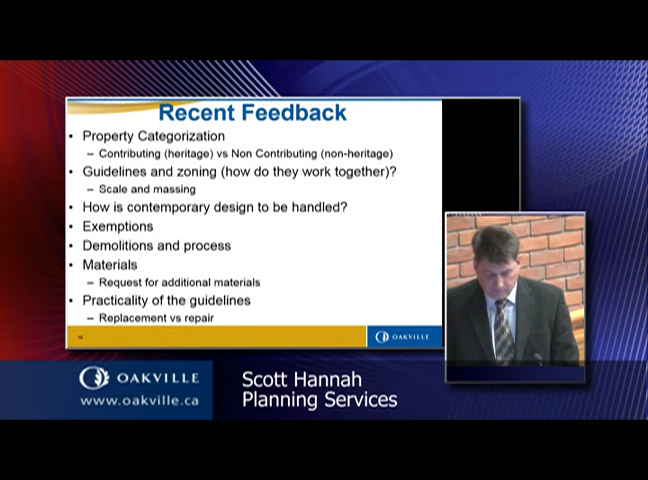 Recent Feedback
• Property Categorization
– Contributing (heritage) vs Non Contributing (non-heritage)
• Guidelines and zoning (how do they work together)?
– Scale and massing
• How is contemporary design to be handled?
• Exemptions
• Demolitions and process
• Materials
– Request for additional materials
• Practicality of the guidelines
– Replacement vs repair
OAKVILLE
OAKVILLE
www.oakville.ca
Scott Hannah
Planning Services